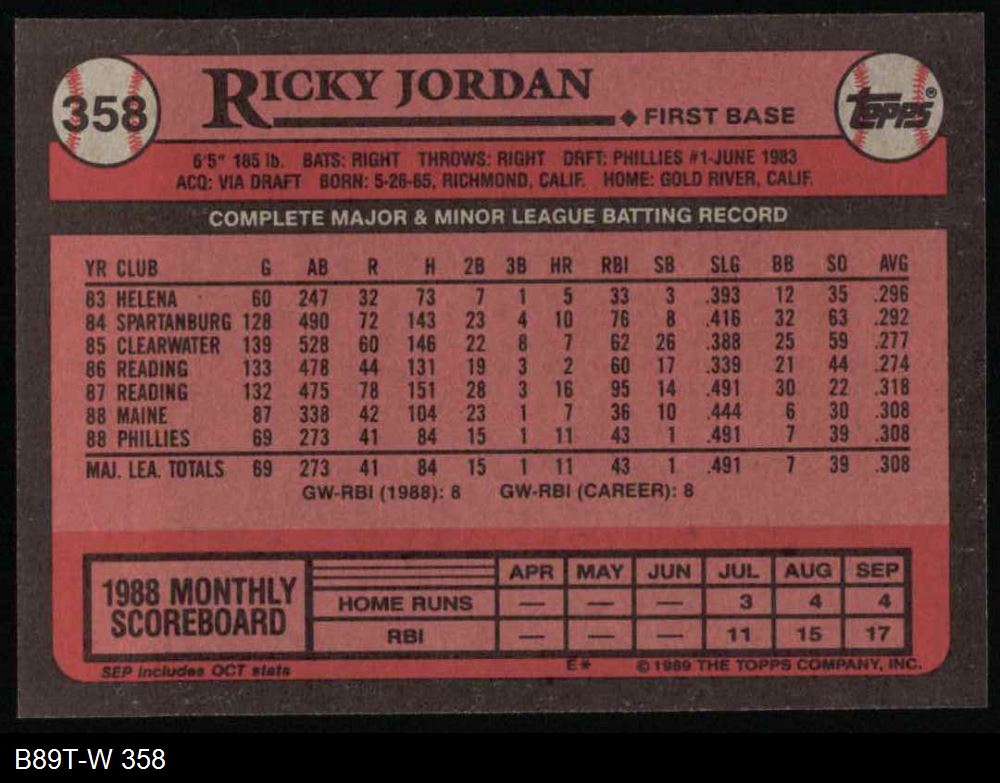 358
RICKY JORDAN
◆ FIRST BASE
TOPPS®
6'5" 185 lb. BATS: RIGHT THROWS: RIGHT DRFT: PHILLIES #1-JUNE 1983
ACQ: VIA DRAFT BORN: 5-26-65, RICHMOND, CALIF. HOME: GOLD RIVER, CALIF.
COMPLETE MAJOR & MINOR LEAGUE BATTING RECORD
YR CLUB G AB R H 2B 3B HR RBI SB SLG BB SO AVG
83 HELENA 60 247 32 73 7 1 5 33 3 .393 12 35 .296
84 SPARTANBURG 128 490 72 143 23 4 10 76 8 .416 32 63 .292
85 CLEARWATER 139 528 60 146 22 8 7 62 26 .388 25 59 .277
86 READING 133 478 44 131 19 3 2 60 17 .339 21 44 .274
87 READING 132 475 78 151 28 3 16 95 14 .491 30 22 .318
88 MAINE 87 338 42 104 23 1 7 36 10 .444 6 30 .308
88 PHILLIES 69 273 41 84 15 1 11 43 1 .491 7 39 .308
MAJ. LEA. TOTALS 69 273 41 84 15 1 11 43 1 .491 7 39 .308
GW-RBI (1988): 8 GW-RBI (CAREER): 8
1988 MONTHLY SCOREBOARD
APR MAY JUN JUL AUG SEP
HOME RUNS — — — 3 4 4
RBI — — — 11 15 17
SEP includes OCT stats
E* © 1989 THE TOPPS COMPANY, INC.
B89T-W 358